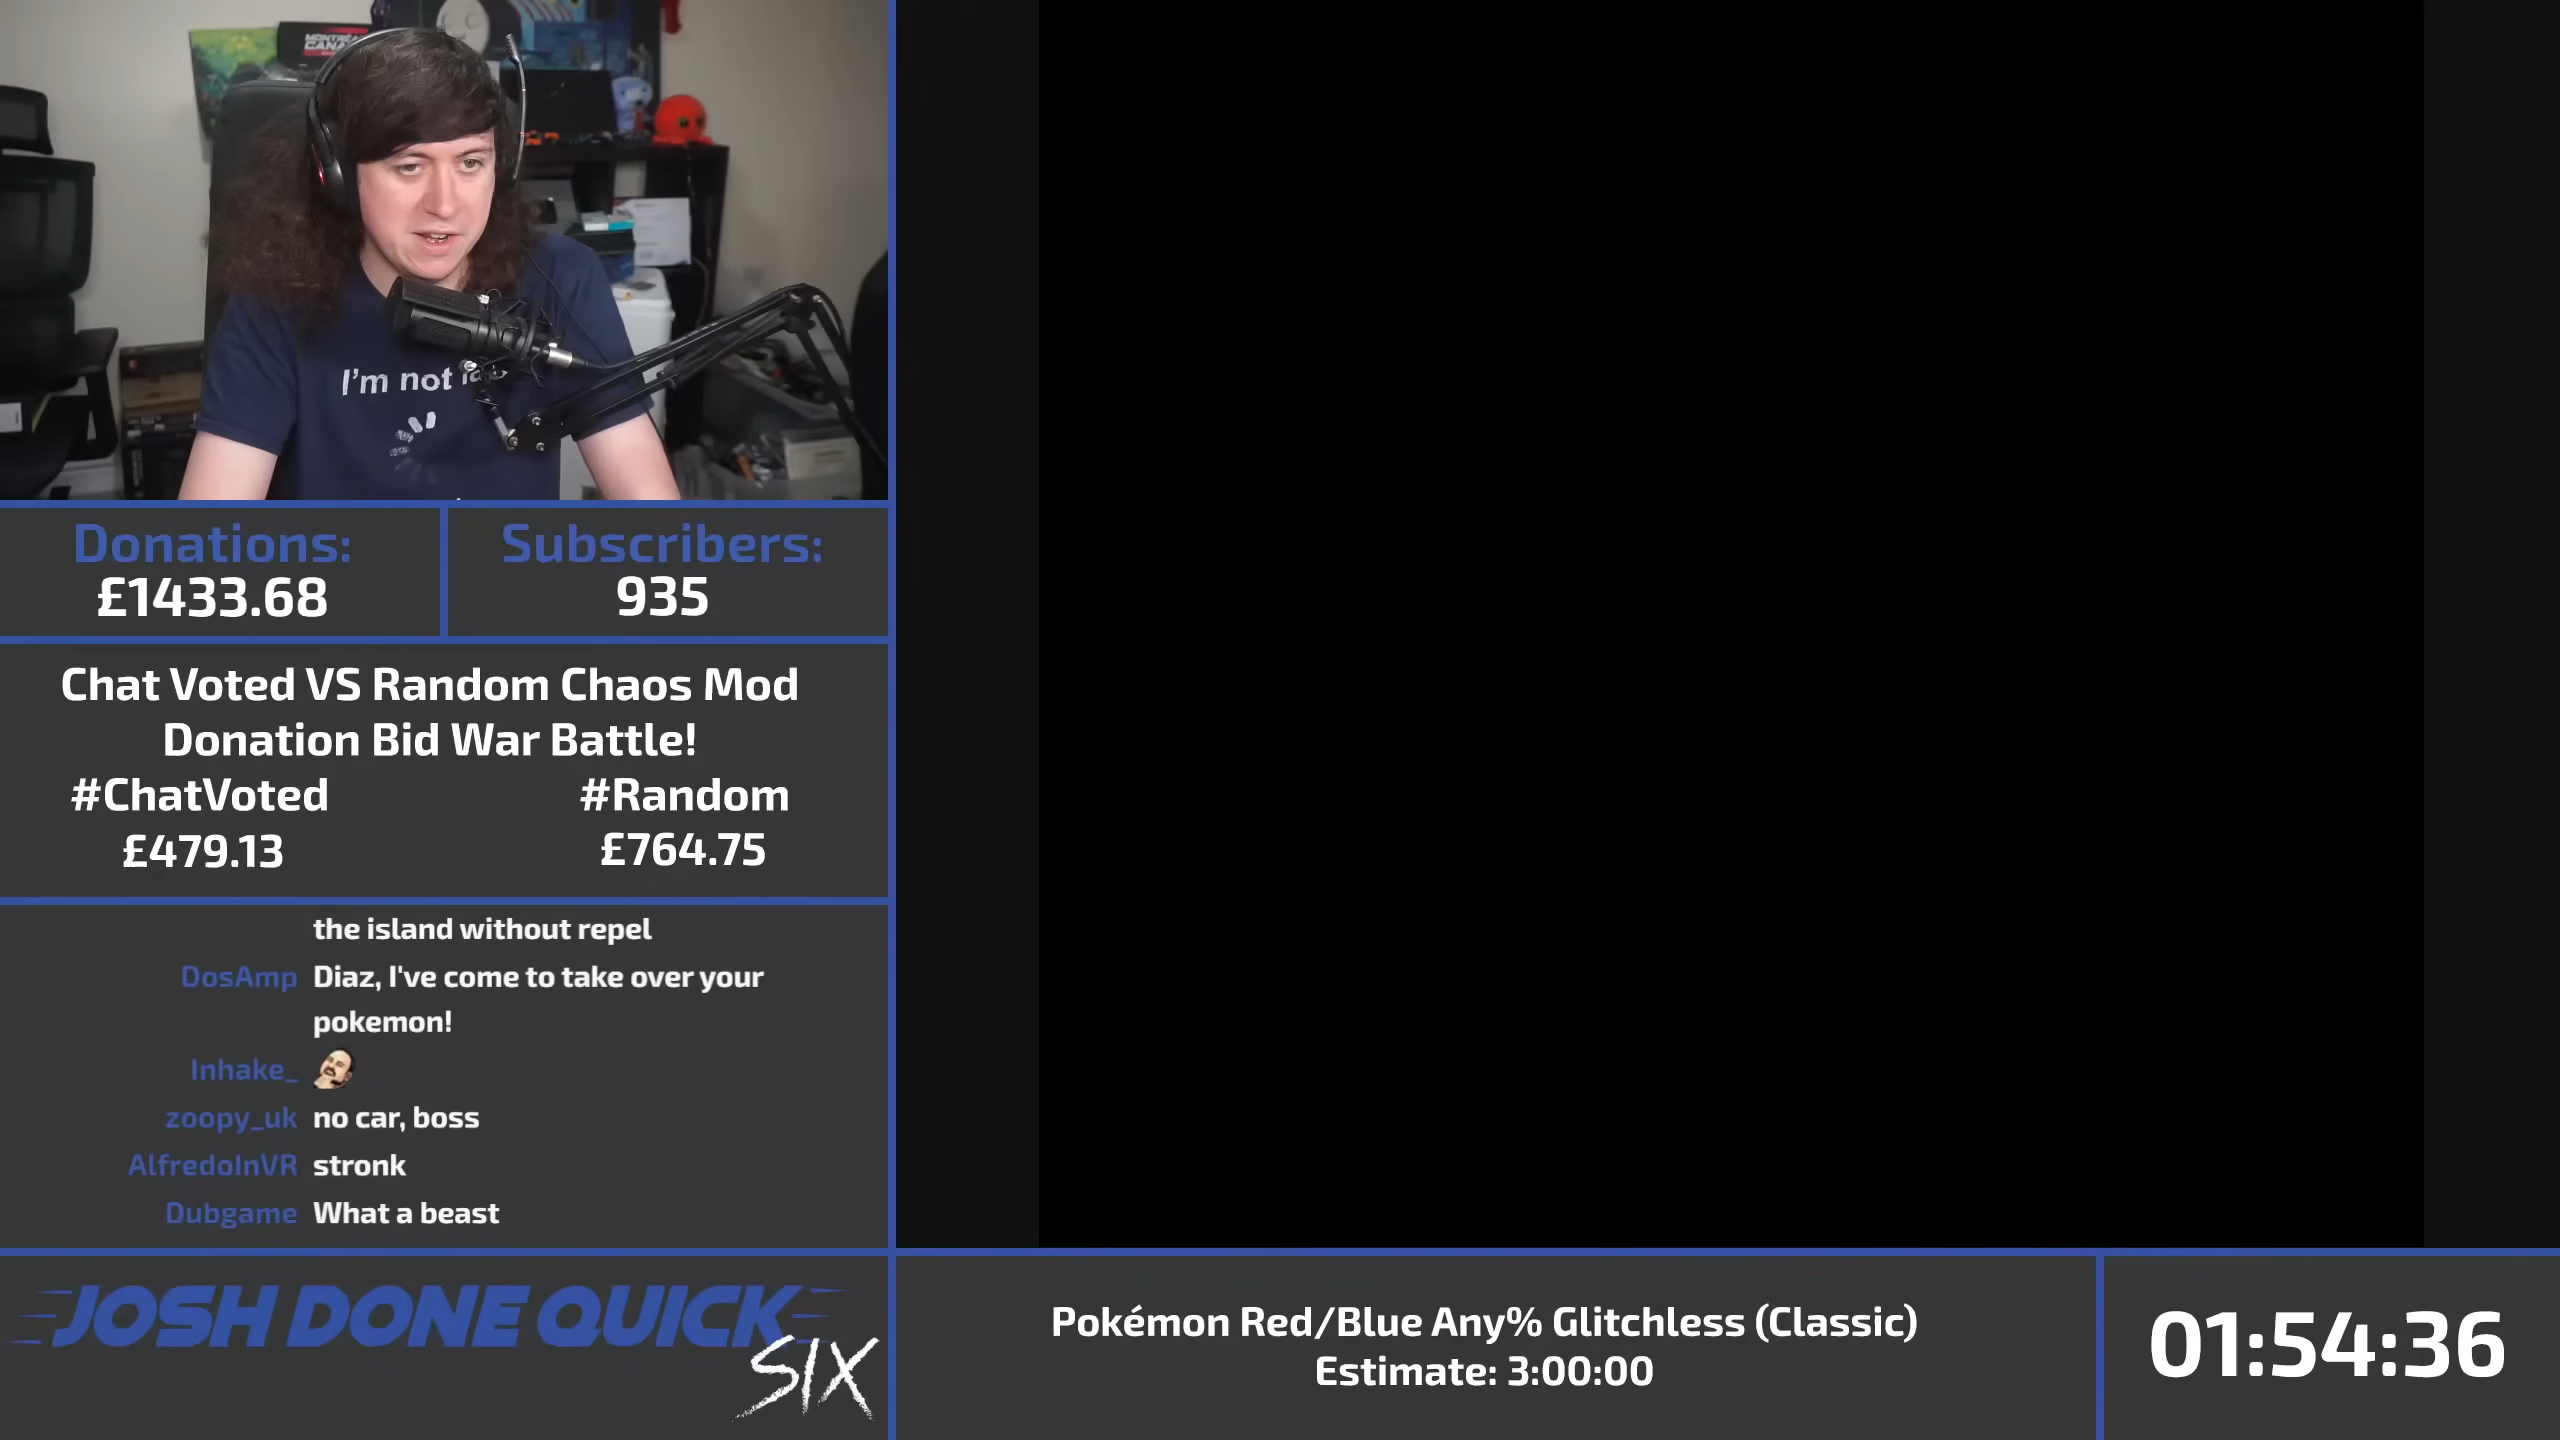 MONTRÉAL
I'm not
Donations:
£1433.68
Subscribers:
935
Chat Voted VS Random Chaos Mod
Donation Bid War Battle!
#ChatVoted
#Random
£479.13
£764.75
the island without repel
DosAmp Diaz, I've come to take over your
pokemon!
Inhake_
zoopy_uk no car, boss
AlfredoInVR stronk
Dubgame What a beast
JOSH DONE QUICK
SIX
Pokémon Red/Blue Any% Glitchless (Classic)
Estimate: 3:00:00
01:54:36